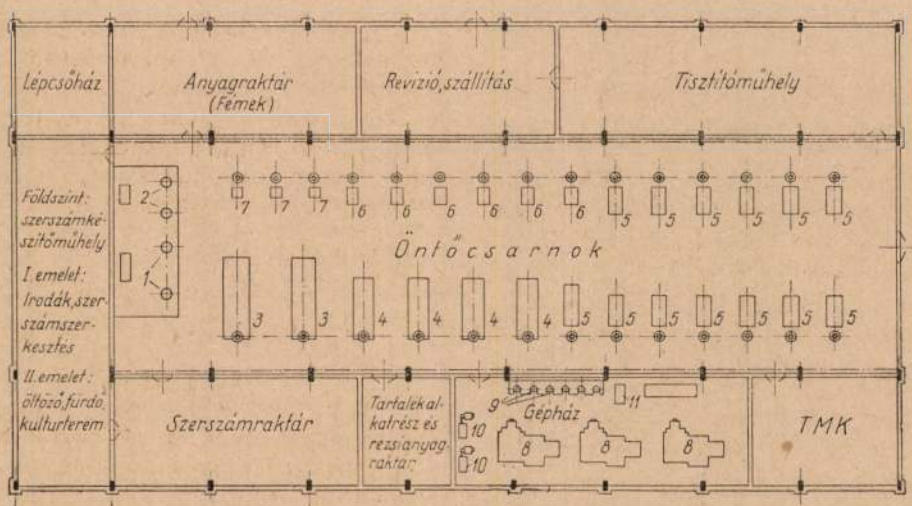 Lépcsőház
Anyagraktár
(Fémek)
Revizió, szállítás
Tisztítóműhely
Földszint:
szerszámké-
szítőműhely
I. emelet:
Irodák, szer-
számszer-
kesztés
II. emelet:
öltöző, fürdő,
kulturterem
2
1
7 7 7 6 6 6 6 6 6 5 5 5 5 5 5
Öntőcsarnok
3 3 4 4 4 4 5 5 5 5 5 5 5
Szerszámraktár
Tartalék al-
katrész és
rezsianyag-
raktár
9
Gépház
11
10
10
8 8 8
TMK